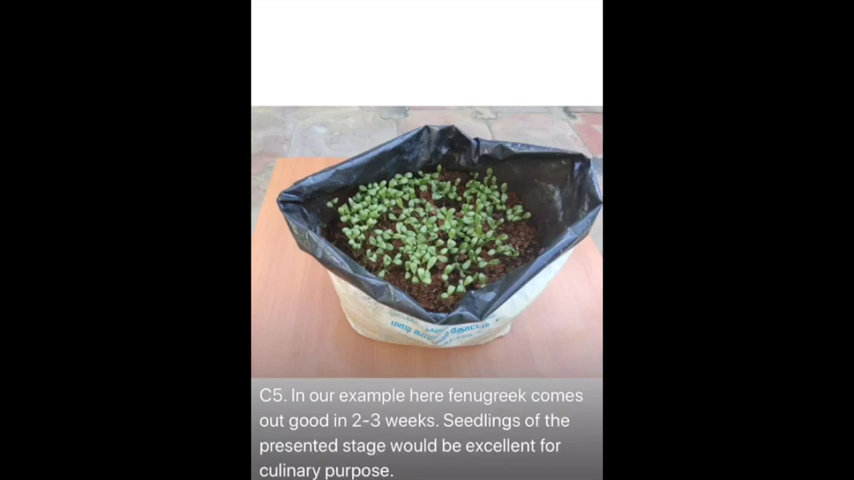 மாடி தோட்டம்
C5. In our example here fenugreek comes
out good in 2-3 weeks. Seedlings of the
presented stage would be excellent for
culinary purpose.